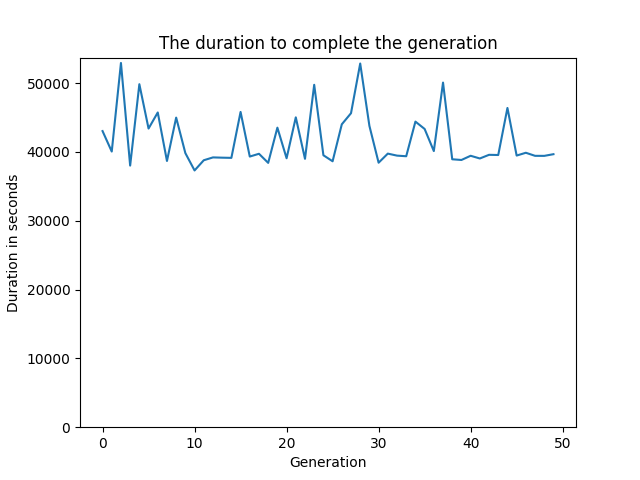 The duration to complete the generation
Duration in seconds
50000
40000
30000
20000
10000
0
0 10 20 30 40 50
Generation